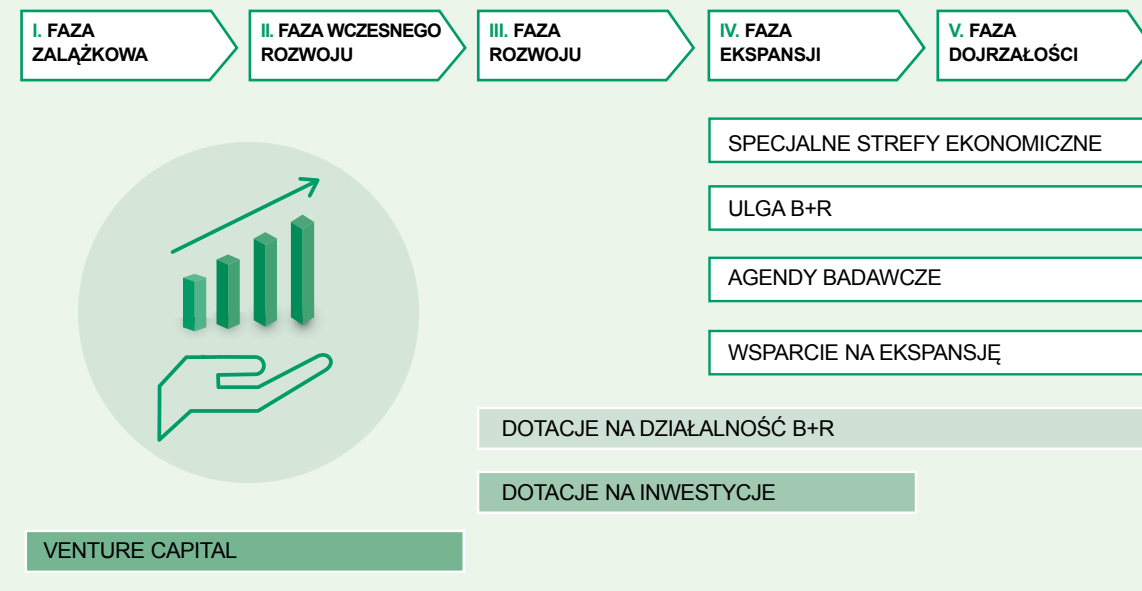 I. FAZA
ZALĄŻKOWA
II. FAZA WCZESNEGO
ROZWOJU
III. FAZA
ROZWOJU
IV. FAZA
EKSPANSJI
V. FAZA
DOJRZAŁOŚCI
SPECJALNE STREFY EKONOMICZNE
ULGA B+R
AGENDY BADAWCZE
WSPARCIE NA EKSPANSJĘ
DOTACJE NA DZIAŁALNOŚĆ B+R
DOTACJE NA INWESTYCJE
VENTURE CAPITAL